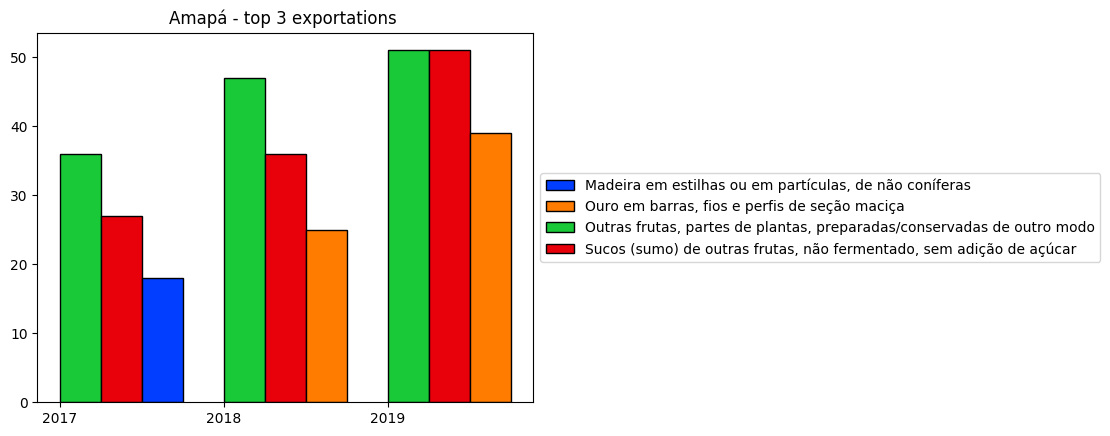 Amapá - top 3 exportations
50
40
30
20
10
0
2017
2018
2019
Madeira em estilhas ou em partículas, de não coníferas
Ouro em barras, fios e perfis de seção maciça
Outras frutas, partes de plantas, preparadas/conservadas de outro modo
Sucos (sumo) de outras frutas, não fermentado, sem adição de açúcar